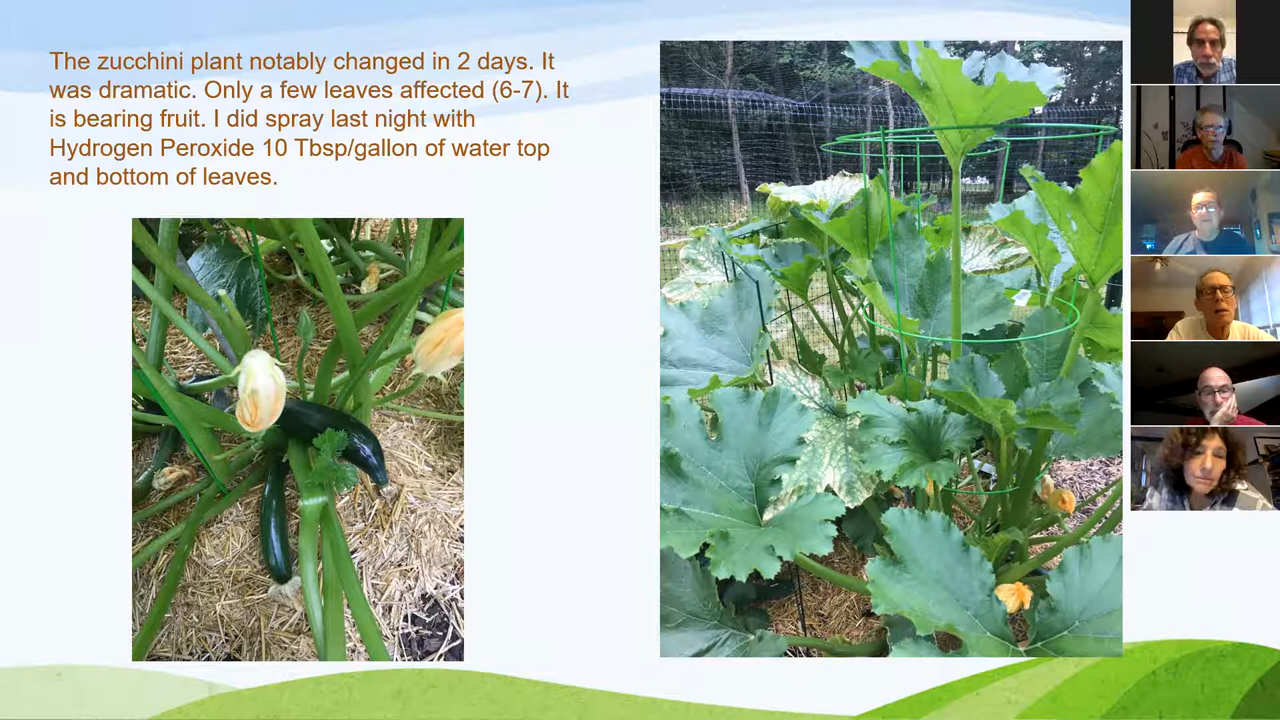 The zucchini plant notably changed in 2 days. It
was dramatic. Only a few leaves affected (6-7). It
is bearing fruit. I did spray last night with
Hydrogen Peroxide 10 Tbsp/gallon of water top
and bottom of leaves.